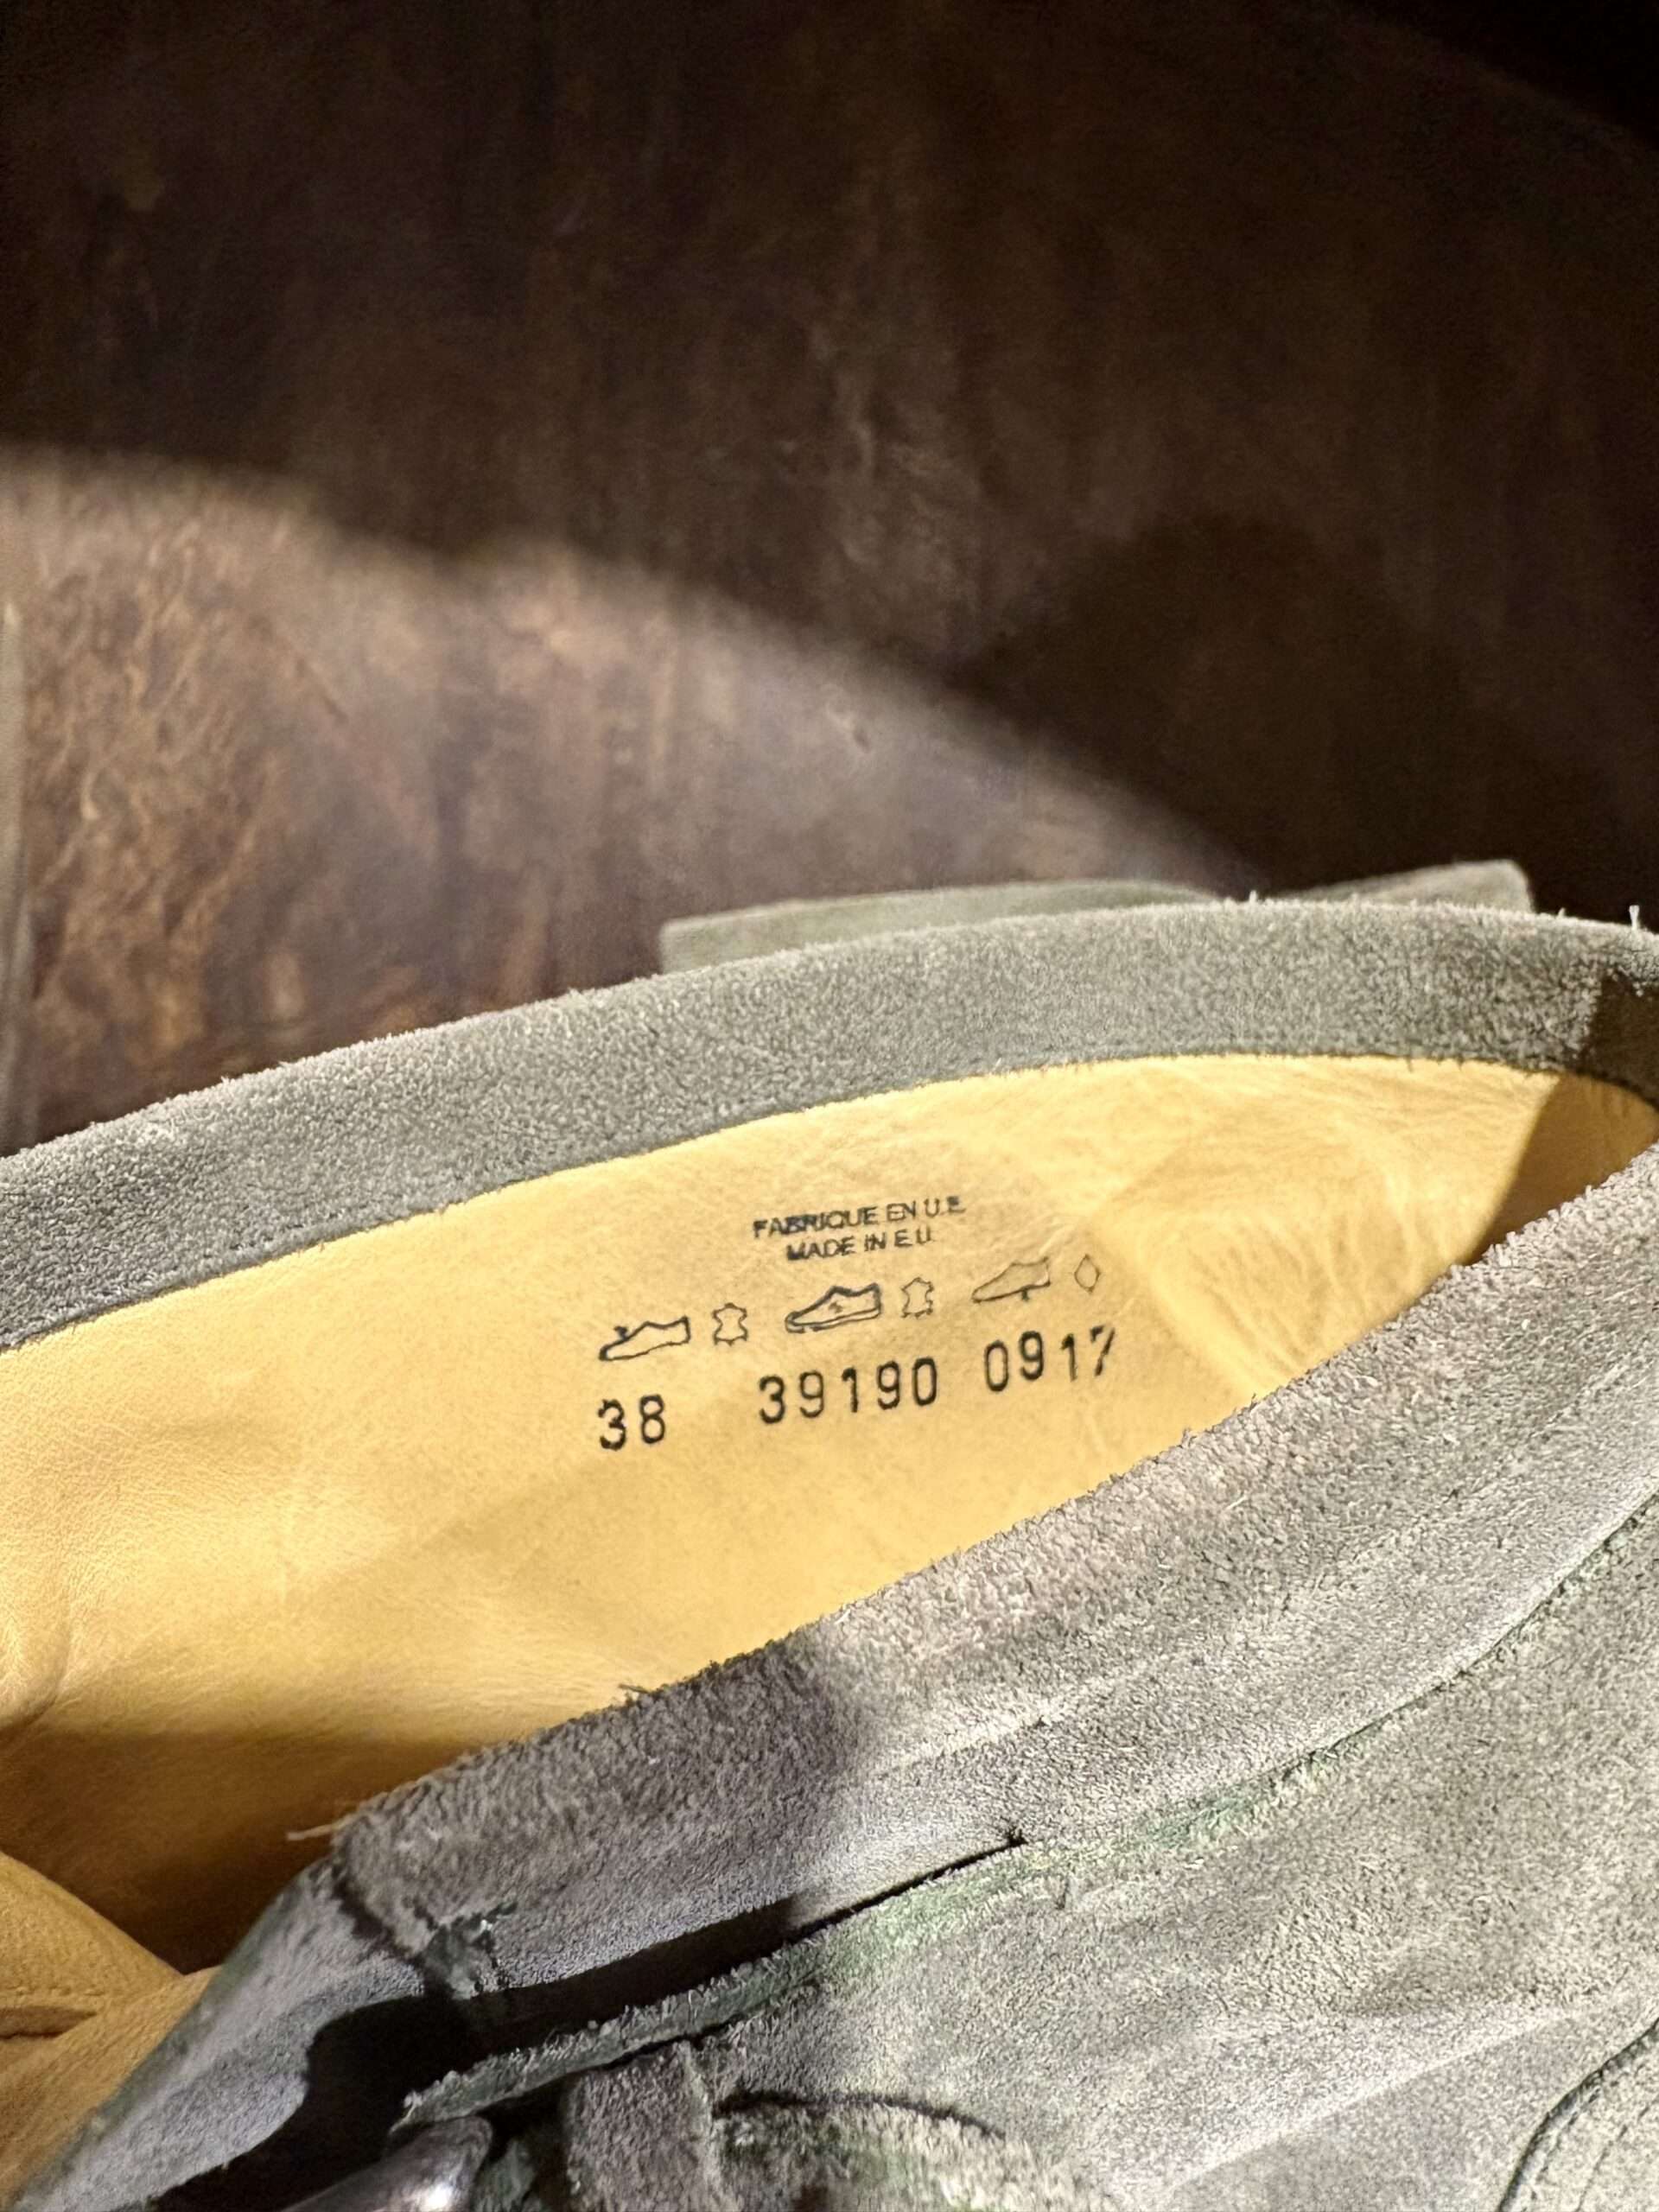 FABRIQUE EN U.E.
MADE IN E.U.
38 39190 0917